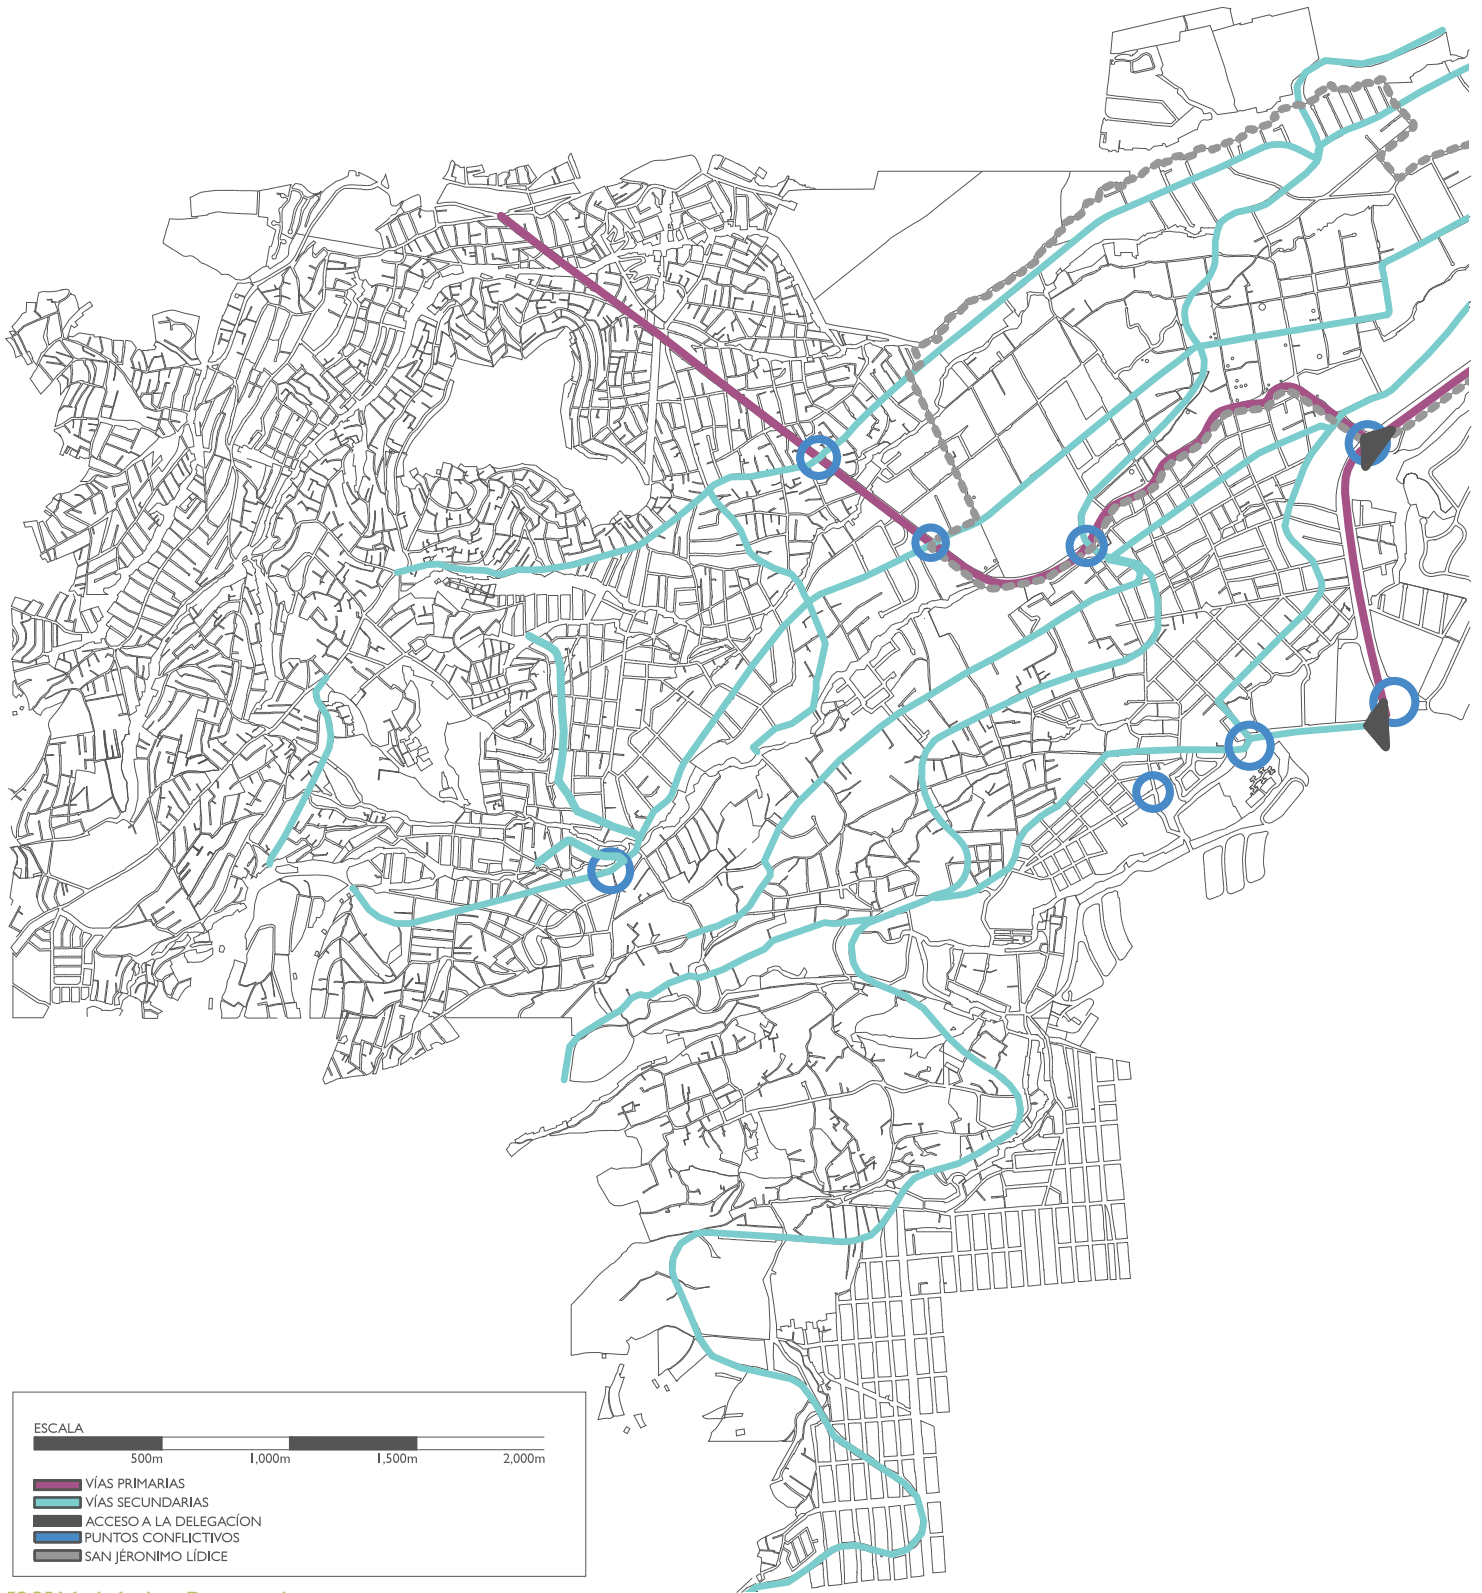 ESCALA
500m 1,000m 1,500m 2,000m
VÍAS PRIMARIAS
VÍAS SECUNDARIAS
ACCESO A LA DELEGACÍON
PUNTOS CONFLICTIVOS
SAN JÉRONIMO LÍDICE